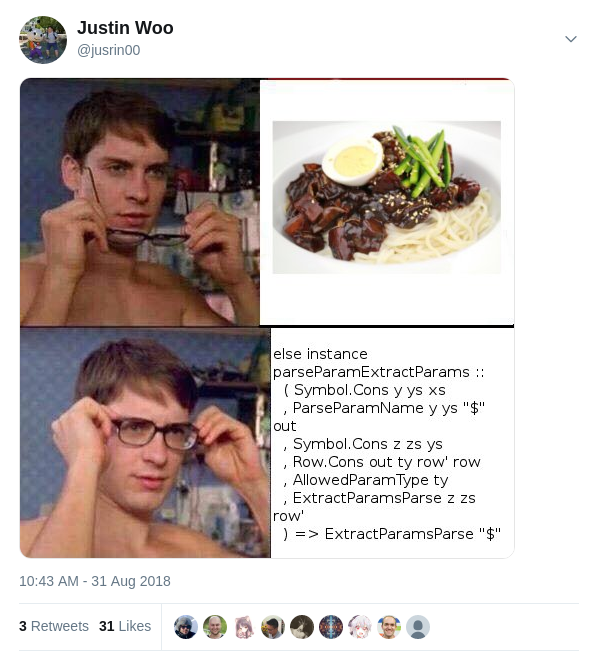 Justin Woo
@jusrin00
else instance
parseParamExtractParams ::
( Symbol.Cons y ys xs
, ParseParamName y ys "$"
out
, Symbol.Cons z zs ys
, Row.Cons out ty row' row
, AllowedParamType ty
, ExtractParamsParse z zs
row'
) => ExtractParamsParse "$"
10:43 AM - 31 Aug 2018
3 Retweets 31 Likes